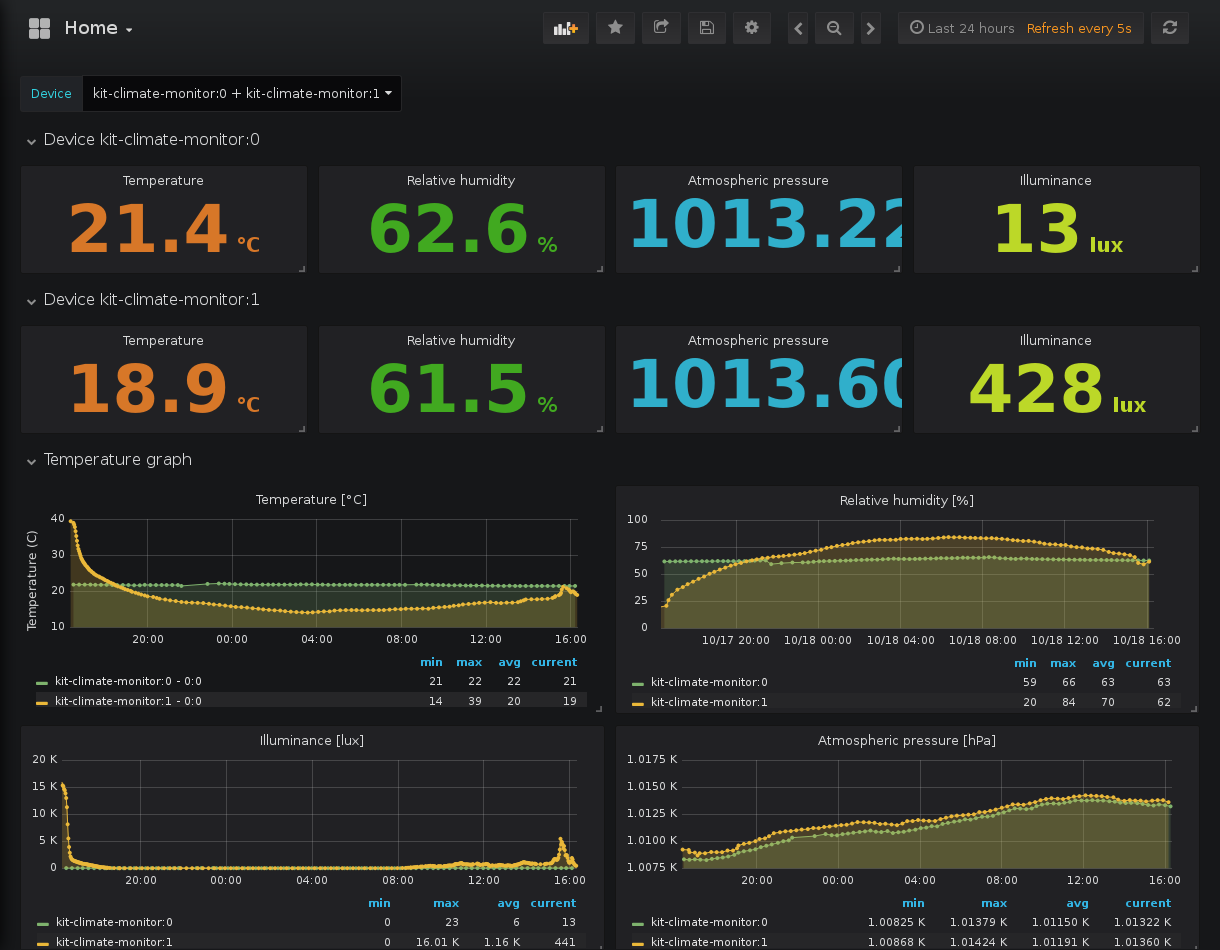 Home
Last 24 hours Refresh every 5s
Device kit-climate-monitor:0 + kit-climate-monitor:1
Device kit-climate-monitor:0
Temperature Relative humidity Atmospheric pressure Illuminance
21.4 °C 62.6 % 1013.22 13 lux
Device kit-climate-monitor:1
Temperature Relative humidity Atmospheric pressure Illuminance
18.9 °C 61.5 % 1013.60 428 lux
Temperature graph
Temperature [°C]
Temperature (C)
40
30
20
10
20:00 00:00 04:00 08:00 12:00 16:00
min max avg current
kit-climate-monitor:0 - 0:0 21 22 22 21
kit-climate-monitor:1 - 0:0 14 39 20 19
Relative humidity [%]
100
75
50
25
0
10/17 20:00 10/18 00:00 10/18 04:00 10/18 08:00 10/18 12:00 10/18 16:00
min max avg current
kit-climate-monitor:0 59 66 63 63
kit-climate-monitor:1 20 84 70 62
Illuminance [lux]
20 K
15 K
10 K
5 K
0
20:00 00:00 04:00 08:00 12:00 16:00
min max avg current
kit-climate-monitor:0 0 23 6 13
kit-climate-monitor:1 0 16.01 K 1.16 K 441
Atmospheric pressure [hPa]
1.0175 K
1.0150 K
1.0125 K
1.0100 K
1.0075 K
20:00 00:00 04:00 08:00 12:00 16:00
min max avg current
kit-climate-monitor:0 1.00825 K 1.01379 K 1.01150 K 1.01322 K
kit-climate-monitor:1 1.00868 K 1.01424 K 1.01191 K 1.01360 K